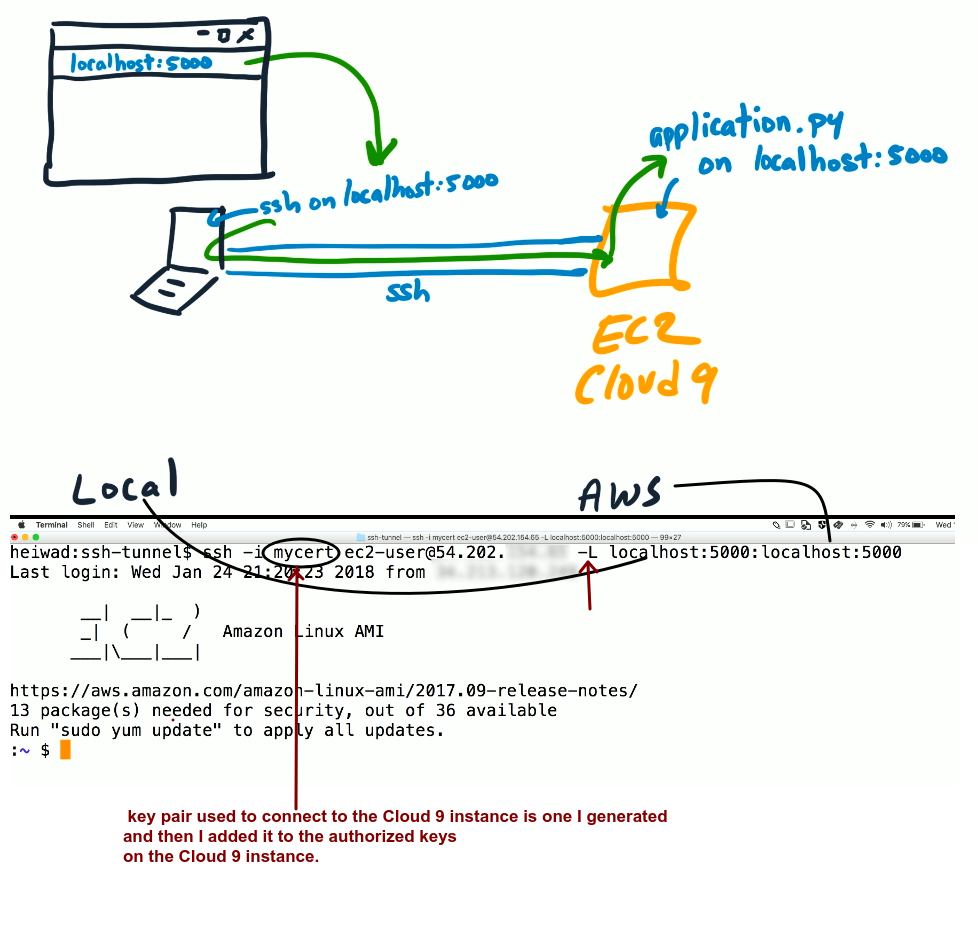 - □ x
localhost:5000
application.py
on localhost:5000
ssh on localhost:5000
ssh
EC2
Cloud 9
Local
AWS
Terminal Shell Edit View Window Help 79% Wed
ssh-tunnel — ssh -i mycert ec2-user@54.202.154.65 -L localhost:5000:localhost:5000 — 99×27
heiwad:ssh-tunnel$ ssh -i mycert ec2-user@54.202. -L localhost:5000:localhost:5000
Last login: Wed Jan 24 21:20:23 2018 from
__| __|_ )
_| ( / Amazon Linux AMI
___|\___|___|
https://aws.amazon.com/amazon-linux-ami/2017.09-release-notes/
13 package(s) needed for security, out of 36 available
Run "sudo yum update" to apply all updates.
:~ $
key pair used to connect to the Cloud 9 instance is one I generated
and then I added it to the authorized keys
on the Cloud 9 instance.